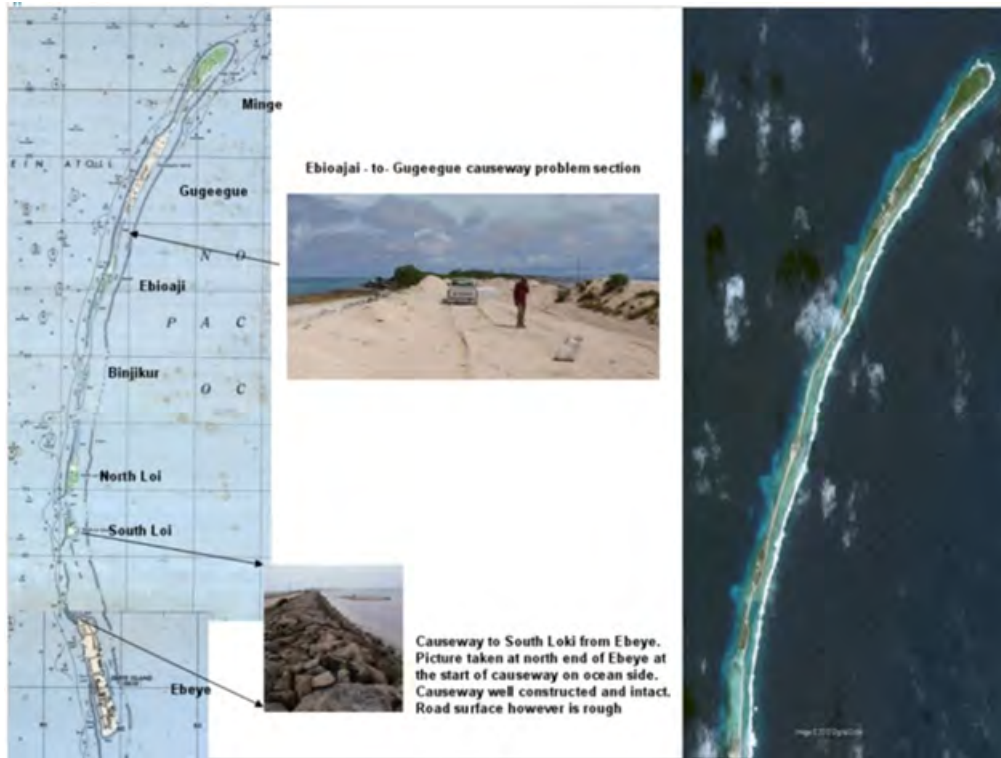 Minge
E I N A T O L L
Gugeegue
Ebioajai - to- Gugeegue causeway problem section
N O
Ebioaji
P A C
Binjikur
O C
North Loi
South Loi
Causeway to South Loki from Ebeye.
Picture taken at north end of Ebeye at
the start of causeway on ocean side.
Causeway well constructed and intact.
Road surface however is rough
Ebeye